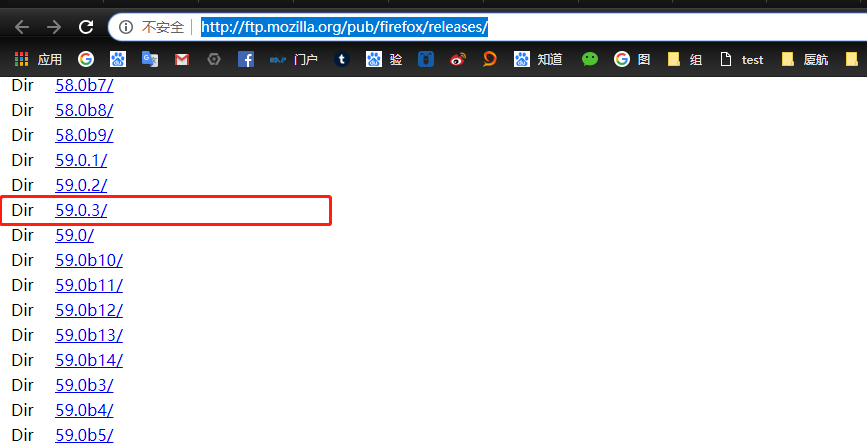 不安全 http://ftp.mozilla.org/pub/firefox/releases/
应用 门户 验 知道 图 组 test 厦航
Dir 58.0b7/
Dir 58.0b8/
Dir 58.0b9/
Dir 59.0.1/
Dir 59.0.2/
Dir 59.0.3/
Dir 59.0/
Dir 59.0b10/
Dir 59.0b11/
Dir 59.0b12/
Dir 59.0b13/
Dir 59.0b14/
Dir 59.0b3/
Dir 59.0b4/
Dir 59.0b5/